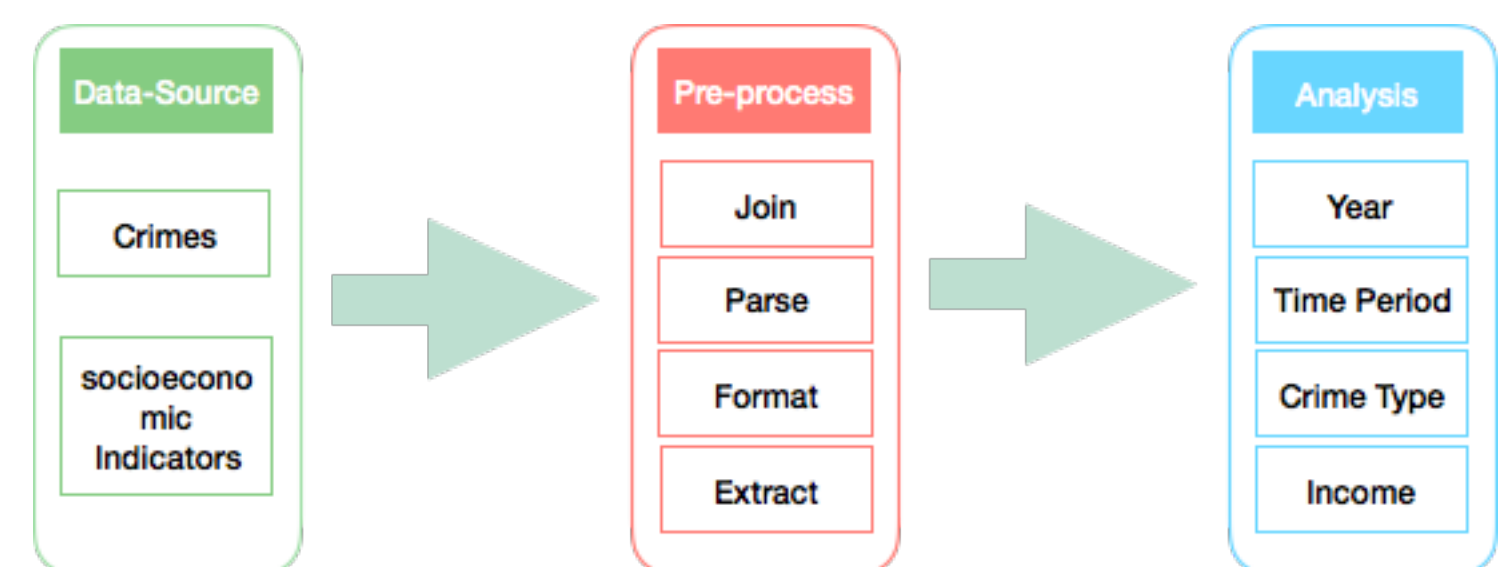 Data-Source
Crimes
socioecono
mic
Indicators
Pre-process
Join
Parse
Format
Extract
Analysis
Year
Time Period
Crime Type
Income